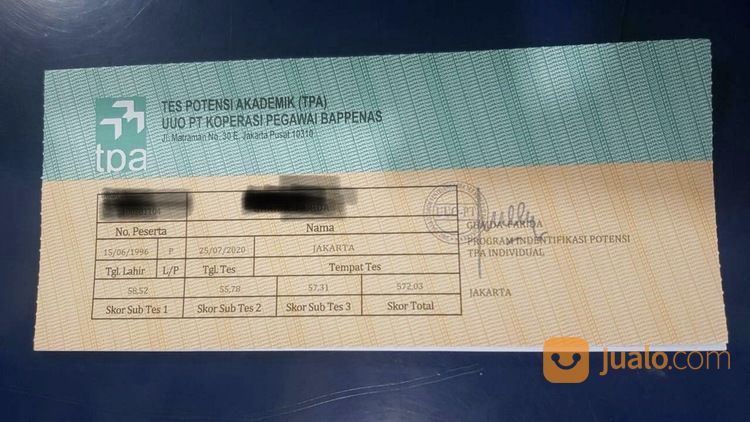 TES POTENSI AKADEMIK (TPA)
UUO PT KOPERASI PEGAWAI BAPPENAS
Jl. Matraman No. 30 E. Jakarta Pusat 10310
tpa
No. Peserta Nama
15/06/1996 P 25/07/2020 JAKARTA
Tgl. Lahir L/P Tgl. Tes Tempat Tes
58,52 55,78 57,31 572,03
Skor Sub Tes 1 Skor Sub Tes 2 Skor Sub Tes 3 Skor Total
UUO-PT
PROGRAM INDENTIFIKASI POTENSI
TPA INDIVIDUAL
JAKARTA
jualo.com